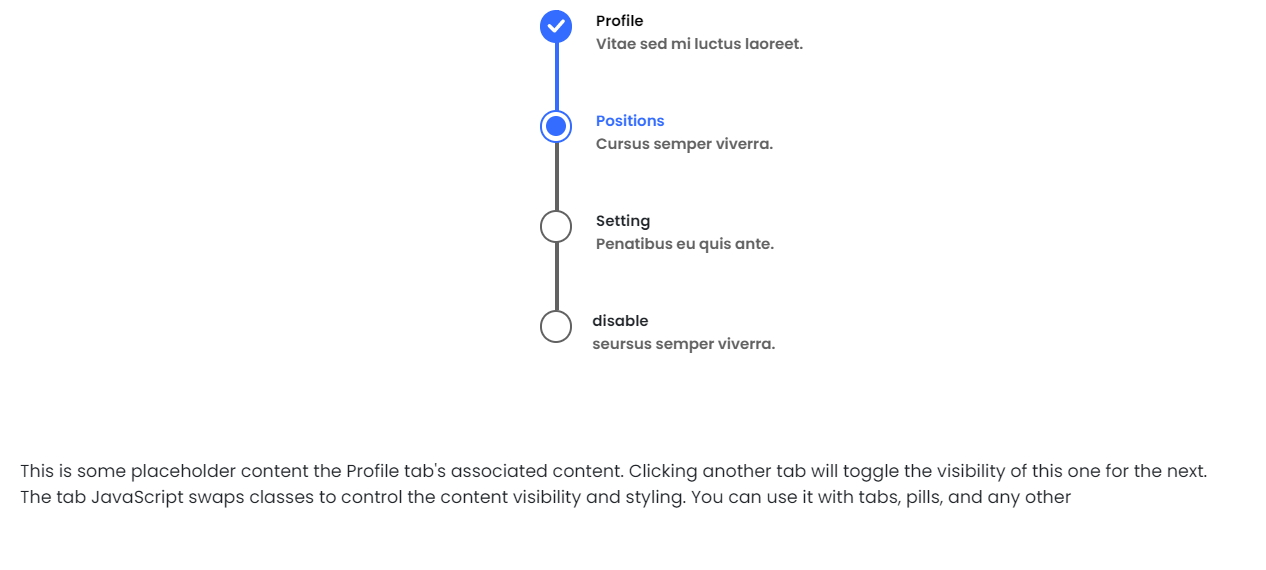 Profile
Vitae sed mi luctus laoreet.
Positions
Cursus semper viverra.
Setting
Penatibus eu quis ante.
disable
seursus semper viverra.
This is some placeholder content the Profile tab's associated content. Clicking another tab will toggle the visibility of this one for the next.
The tab JavaScript swaps classes to control the content visibility and styling. You can use it with tabs, pills, and any other